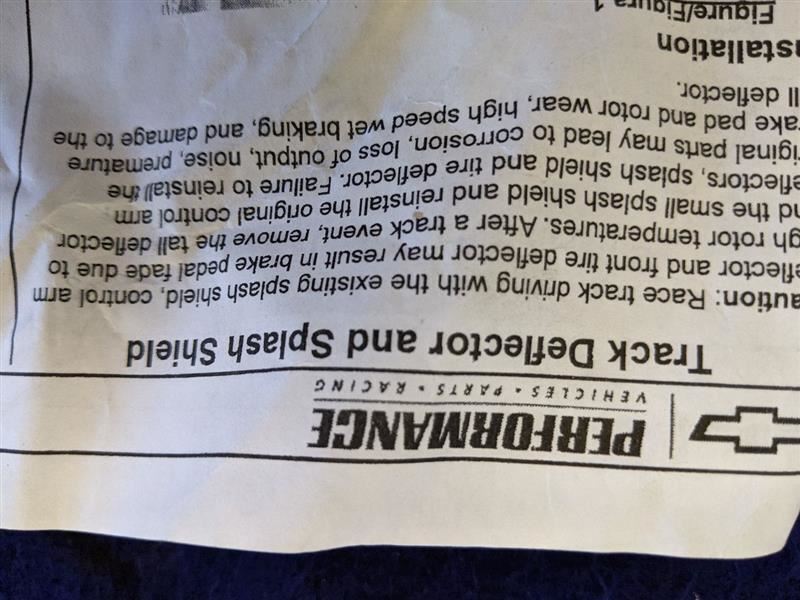 PERFORMANCE
VEHICLES • PARTS • RACING
Track Deflector and Splash Shield
aution: Race track driving with the existing splash shield, control arm
eflector and front tire deflector may result in brake pedal fade due to
gh rotor temperatures. After a track event, remove the tall deflector
nd the small splash shield and reinstall the original control arm
eflectors, splash shield and tire deflector. Failure to reinstall the
riginal parts may lead to corrosion, loss of output, noise, premature
rake pad and rotor wear, high speed wet braking, and damage to the
ll deflector.
stallation
Figure/Figura 1